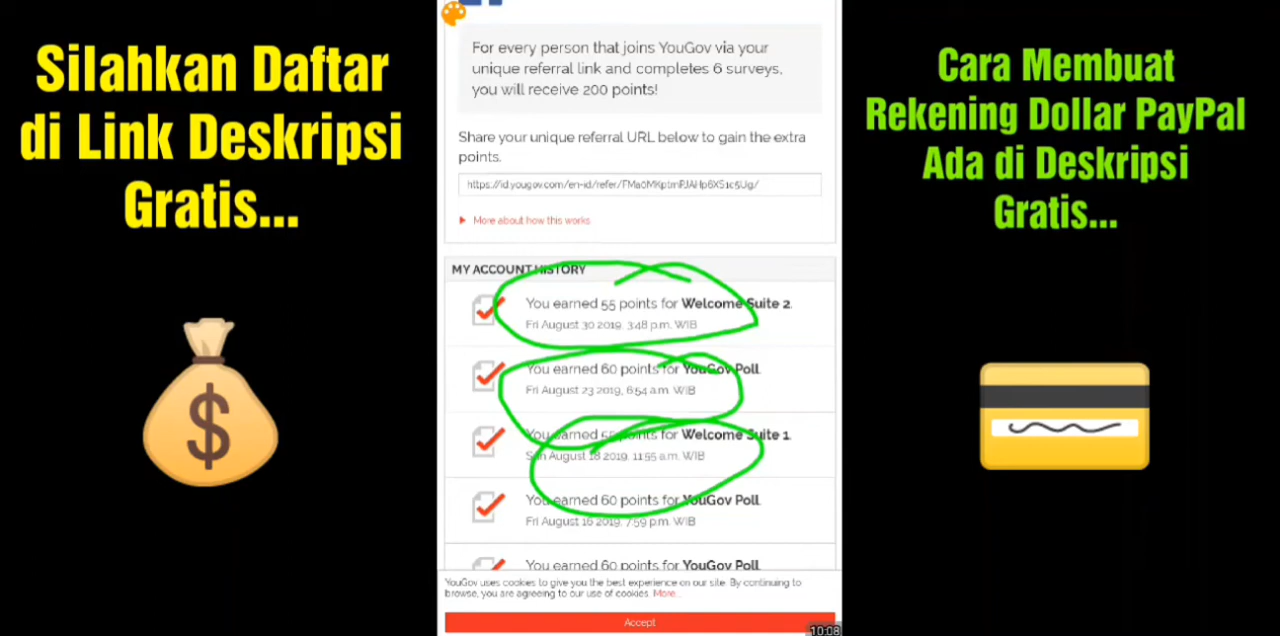 Silahkan Daftar
di Link Deskripsi
Gratis...
For every person that joins YouGov via your
unique referral link and completes 6 surveys,
you will receive 200 points!
Share your unique referral URL below to gain the extra
points.
More about how this works
MY ACCOUNT HISTORY
You earned 55 points for Welcome Suite 2.
Fri August 30 2019, 3:48 p.m. WIB
You earned 60 points for YouGov Poll.
Fri August 23 2019, 6:54 a.m. WIB
You earned 55 points for Welcome Suite 1.
Sun August 18 2019, 11:55 a.m. WIB
You earned 60 points for YouGov Poll.
Fri August 16 2019, 7:59 p.m. WIB
You earned 60 points for YouGov Poll.
YouGov uses cookies to give you the best experience on our site. By continuing to
browse, you are agreeing to our use of cookies. More...
Accept
10:08
Cara Membuat
Rekening Dollar PayPal
Ada di Deskripsi
Gratis...